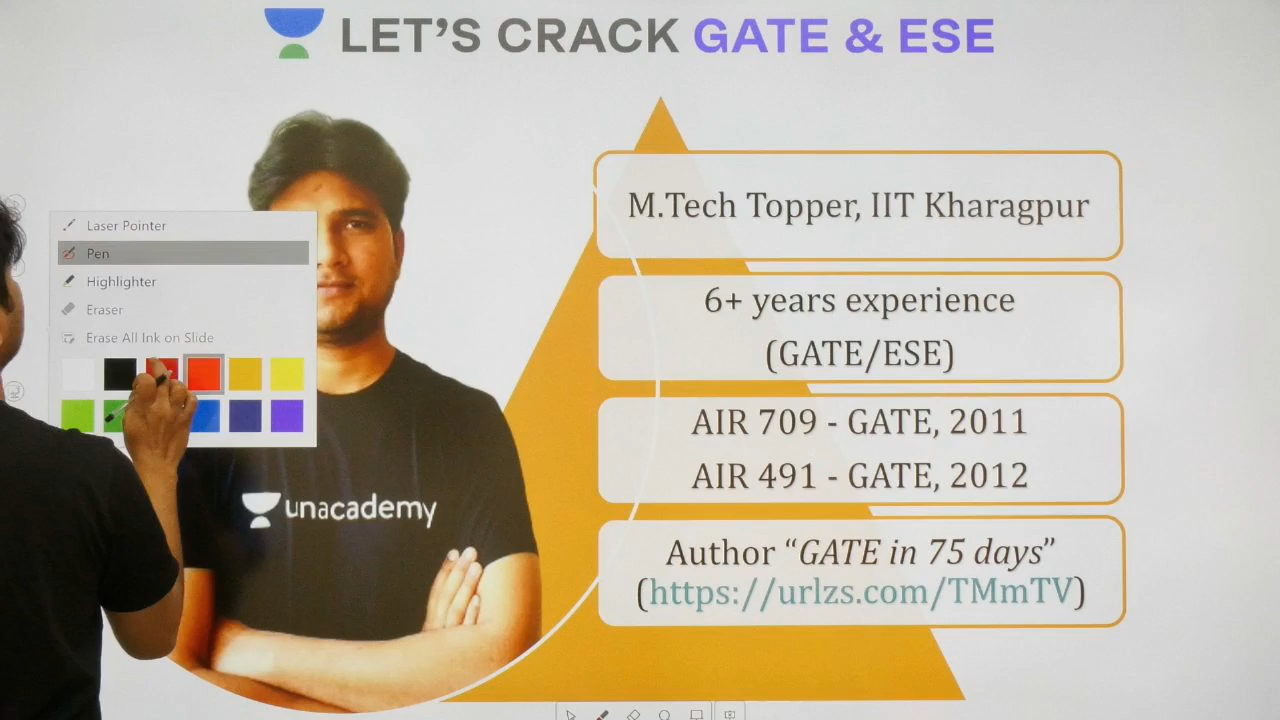 LET'S CRACK GATE & ESE
M.Tech Topper, IIT Kharagpur
6+ years experience
(GATE/ESE)
AIR 709 - GATE, 2011
AIR 491 - GATE, 2012
Author “GATE in 75 days”
(https://urlzs.com/TMmTV)
Laser Pointer
Pen
Highlighter
Eraser
Erase All Ink on Slide
unacademy